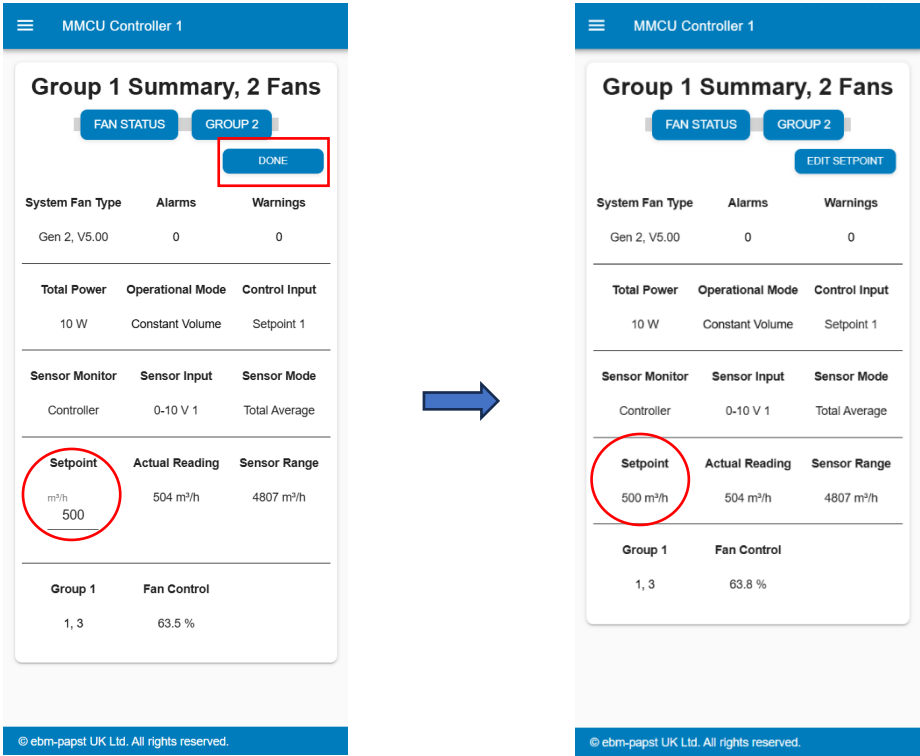 MMCU Controller 1
Group 1 Summary, 2 Fans
FAN STATUS GROUP 2
DONE
System Fan Type Alarms Warnings
Gen 2, V5.00 0 0
Total Power Operational Mode Control Input
10 W Constant Volume Setpoint 1
Sensor Monitor Sensor Input Sensor Mode
Controller 0-10 V 1 Total Average
Setpoint Actual Reading Sensor Range
m³/h 504 m³/h 4807 m³/h
500
Group 1 Fan Control
1, 3 63.5 %
© ebm-papst UK Ltd. All rights reserved.
MMCU Controller 1
Group 1 Summary, 2 Fans
FAN STATUS GROUP 2
EDIT SETPOINT
System Fan Type Alarms Warnings
Gen 2, V5.00 0 0
Total Power Operational Mode Control Input
10 W Constant Volume Setpoint 1
Sensor Monitor Sensor Input Sensor Mode
Controller 0-10 V 1 Total Average
Setpoint Actual Reading Sensor Range
500 m³/h 504 m³/h 4807 m³/h
Group 1 Fan Control
1, 3 63.8 %
© ebm-papst UK Ltd. All rights reserved.